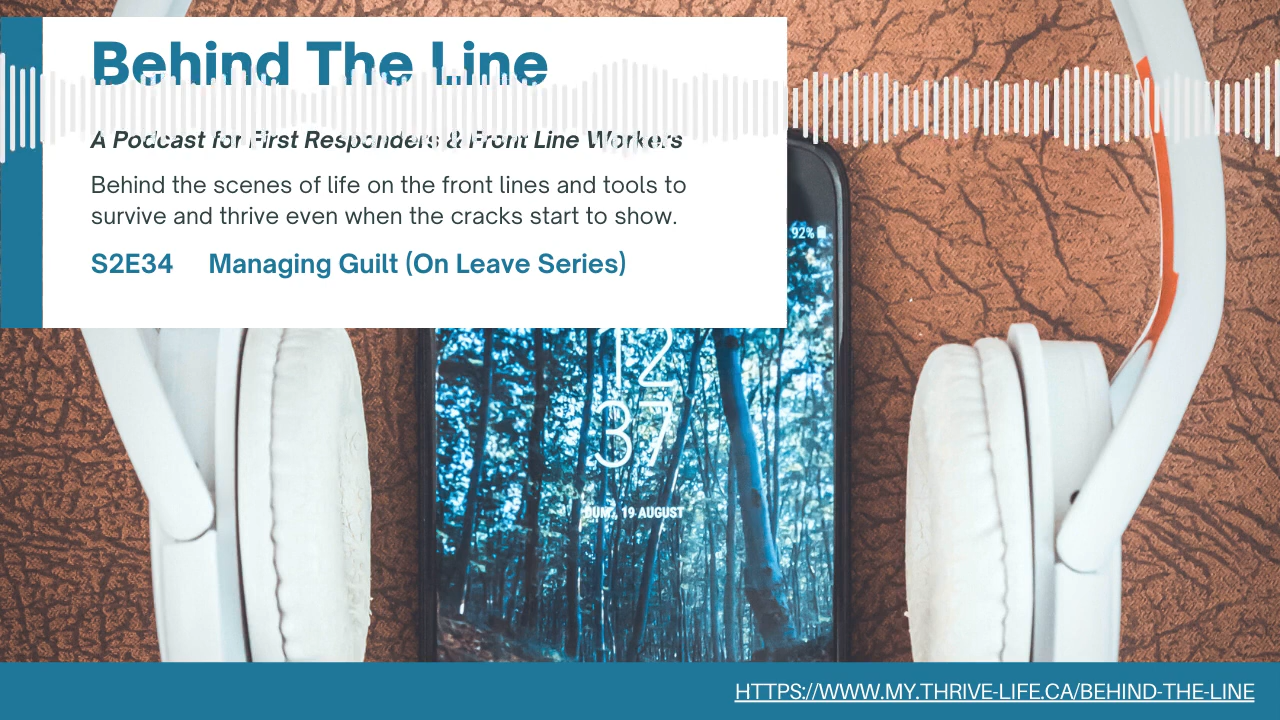 Behind The Line
A Podcast for First Responders & Front Line Workers
Behind the scenes of life on the front lines and tools to
survive and thrive even when the cracks start to show.
S2E34 Managing Guilt (On Leave Series)
92%
12
37
DUM., 19 AUGUST
HTTPS://WWW.MY.THRIVE-LIFE.CA/BEHIND-THE-LINE